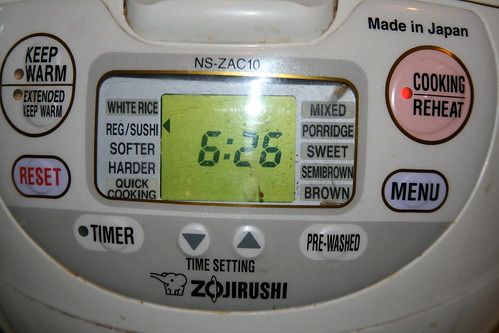 Made in Japan
NS-ZAC10
KEEP
WARM
EXTENDED
KEEP WARM
COOKING
REHEAT
WHITE RICE
REG/SUSHI
SOFTER
HARDER
QUICK
COOKING
6:26
MIXED
PORRIDGE
SWEET
SEMIBROWN
BROWN
RESET
MENU
TIMER
TIME SETTING
PRE-WASHED
ZOJIRUSHI